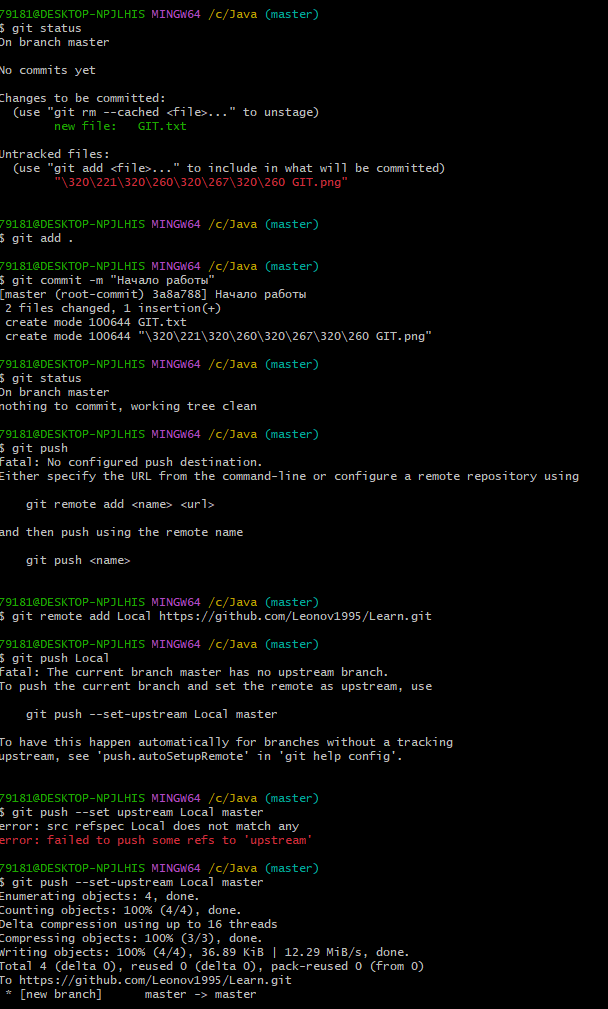 79181@DESKTOP-NPJLHIS MINGW64 /c/Java (master)
$ git status
On branch master
No commits yet
Changes to be committed:
  (use "git rm --cached <file>..." to unstage)
        new file:   GIT.txt
Untracked files:
  (use "git add <file>..." to include in what will be committed)
        "\320\221\320\260\320\267\320\260 GIT.png"
79181@DESKTOP-NPJLHIS MINGW64 /c/Java (master)
$ git add .
79181@DESKTOP-NPJLHIS MINGW64 /c/Java (master)
$ git commit -m "Начало работы"
[master (root-commit) 3a8a788] Начало работы
 2 files changed, 1 insertion(+)
 create mode 100644 GIT.txt
 create mode 100644 "\320\221\320\260\320\267\320\260 GIT.png"
79181@DESKTOP-NPJLHIS MINGW64 /c/Java (master)
$ git status
On branch master
nothing to commit, working tree clean
79181@DESKTOP-NPJLHIS MINGW64 /c/Java (master)
$ git push
fatal: No configured push destination.
Either specify the URL from the command-line or configure a remote repository using
    git remote add <name> <url>
and then push using the remote name
    git push <name>
79181@DESKTOP-NPJLHIS MINGW64 /c/Java (master)
$ git remote add Local https://github.com/Leonov1995/Learn.git
79181@DESKTOP-NPJLHIS MINGW64 /c/Java (master)
$ git push Local
fatal: The current branch master has no upstream branch.
To push the current branch and set the remote as upstream, use
    git push --set-upstream Local master
To have this happen automatically for branches without a tracking
upstream, see 'push.autoSetupRemote' in 'git help config'.
79181@DESKTOP-NPJLHIS MINGW64 /c/Java (master)
$ git push --set upstream Local master
error: src refspec Local does not match any
error: failed to push some refs to 'upstream'
79181@DESKTOP-NPJLHIS MINGW64 /c/Java (master)
$ git push --set-upstream Local master
Enumerating objects: 4, done.
Counting objects: 100% (4/4), done.
Delta compression using up to 16 threads
Compressing objects: 100% (3/3), done.
Writing objects: 100% (4/4), 36.89 KiB | 12.29 MiB/s, done.
Total 4 (delta 0), reused 0 (delta 0), pack-reused 0 (from 0)
To https://github.com/Leonov1995/Learn.git
 * [new branch]      master -> master